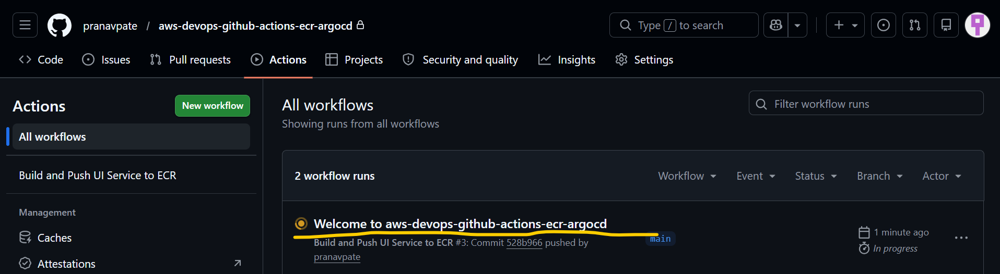 pranavpate / aws-devops-github-actions-ecr-argocd
Type / to search
Code Issues Pull requests Actions Projects Security and quality Insights Settings
Actions
New workflow
All workflows
Build and Push UI Service to ECR
Management
Caches
Attestations
All workflows
Showing runs from all workflows
Filter workflow runs
2 workflow runs
Workflow Event Status Branch Actor
Welcome to aws-devops-github-actions-ecr-argocd
Build and Push UI Service to ECR #3: Commit 528b966 pushed by
pranavpate
main
1 minute ago
In progress